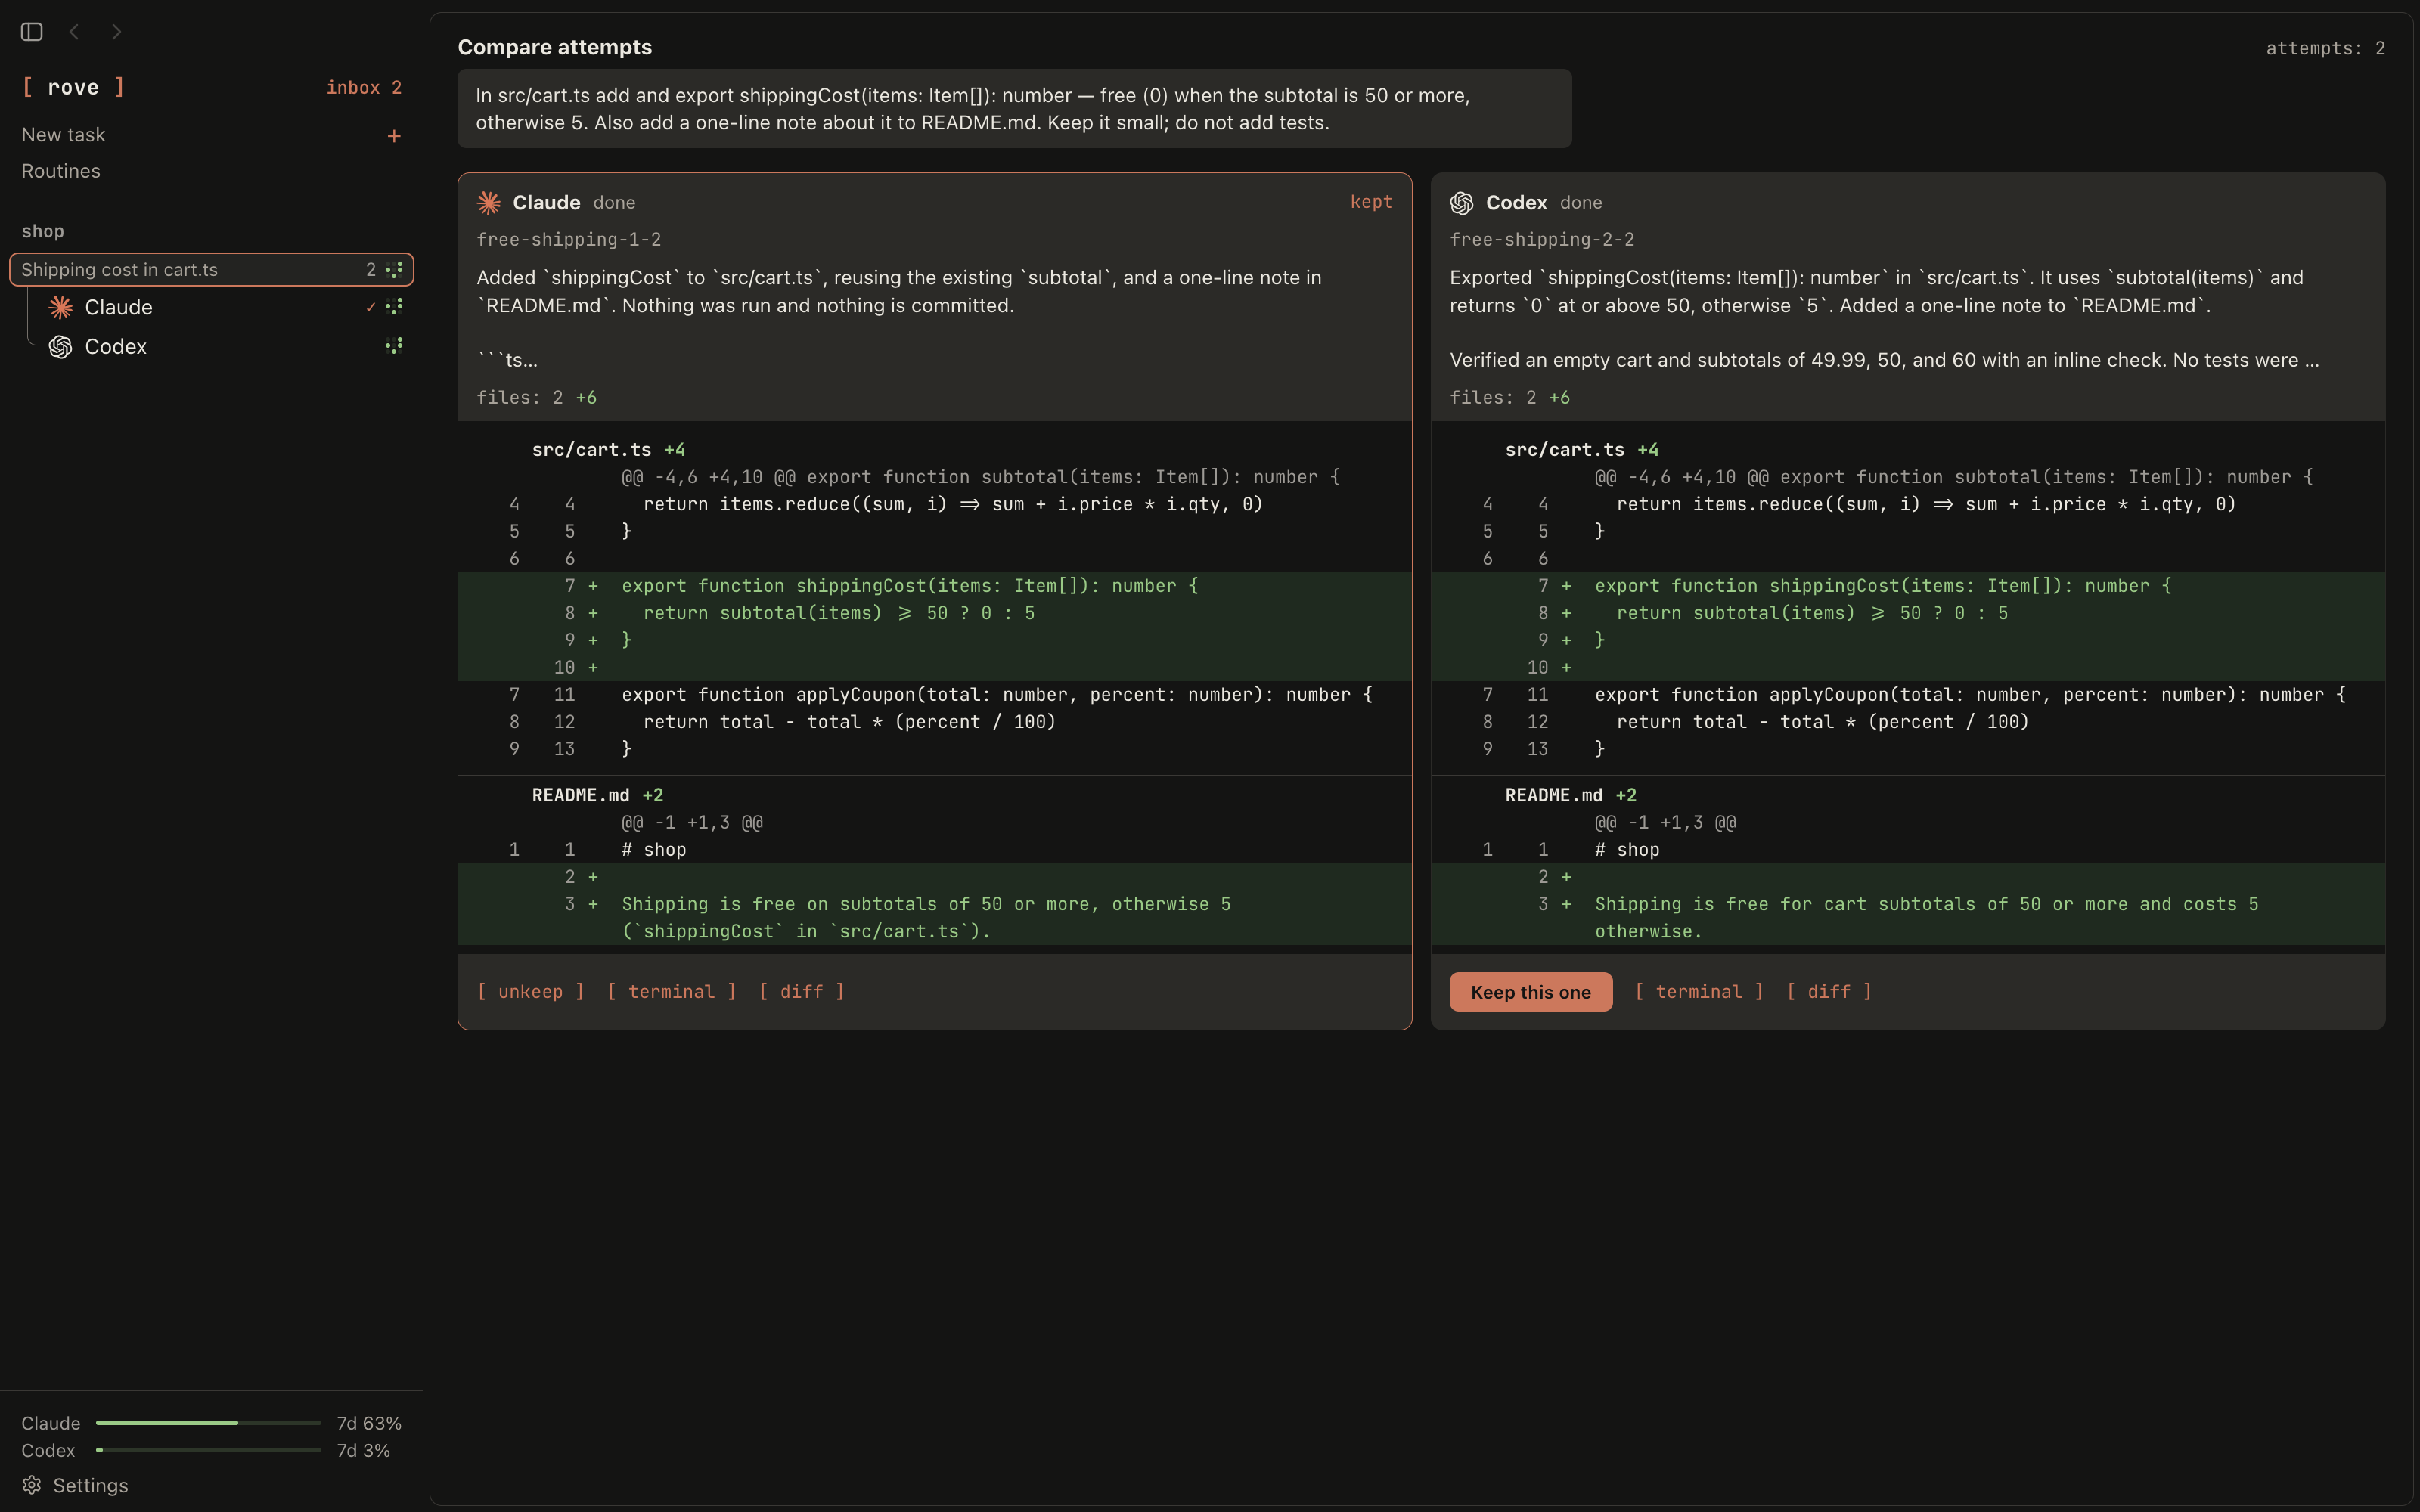 [ rove ]
inbox 2
New task +
Routines
shop
Shipping cost in cart.ts 2
Claude ✓
Codex
Claude 7d 63%
Codex 7d 3%
Settings
Compare attempts
attempts: 2
In src/cart.ts add and export shippingCost(items: Item[]): number — free (0) when the subtotal is 50 or more,
otherwise 5. Also add a one-line note about it to README.md. Keep it small; do not add tests.
Claude done kept
free-shipping-1-2
Added `shippingCost` to `src/cart.ts`, reusing the existing `subtotal`, and a one-line note in
`README.md`. Nothing was run and nothing is committed.
```ts...
files: 2 +6
src/cart.ts +4
@@ -4,6 +4,10 @@ export function subtotal(items: Item[]): number {
4 4 return items.reduce((sum, i) => sum + i.price * i.qty, 0)
5 5 }
6 6
7 + export function shippingCost(items: Item[]): number {
8 + return subtotal(items) >= 50 ? 0 : 5
9 + }
10 +
7 11 export function applyCoupon(total: number, percent: number): number {
8 12 return total - total * (percent / 100)
9 13 }
README.md +2
@@ -1 +1,3 @@
1 1 # shop
2 +
3 + Shipping is free on subtotals of 50 or more, otherwise 5
(`shippingCost` in `src/cart.ts`).
[ unkeep ] [ terminal ] [ diff ]
Codex done
free-shipping-2-2
Exported `shippingCost(items: Item[]): number` in `src/cart.ts`. It uses `subtotal(items)` and
returns `0` at or above 50, otherwise `5`. Added a one-line note to `README.md`.
Verified an empty cart and subtotals of 49.99, 50, and 60 with an inline check. No tests were ...
files: 2 +6
src/cart.ts +4
@@ -4,6 +4,10 @@ export function subtotal(items: Item[]): number {
4 4 return items.reduce((sum, i) => sum + i.price * i.qty, 0)
5 5 }
6 6
7 + export function shippingCost(items: Item[]): number {
8 + return subtotal(items) >= 50 ? 0 : 5
9 + }
10 +
7 11 export function applyCoupon(total: number, percent: number): number {
8 12 return total - total * (percent / 100)
9 13 }
README.md +2
@@ -1 +1,3 @@
1 1 # shop
2 +
3 + Shipping is free for cart subtotals of 50 or more and costs 5
otherwise.
Keep this one [ terminal ] [ diff ]